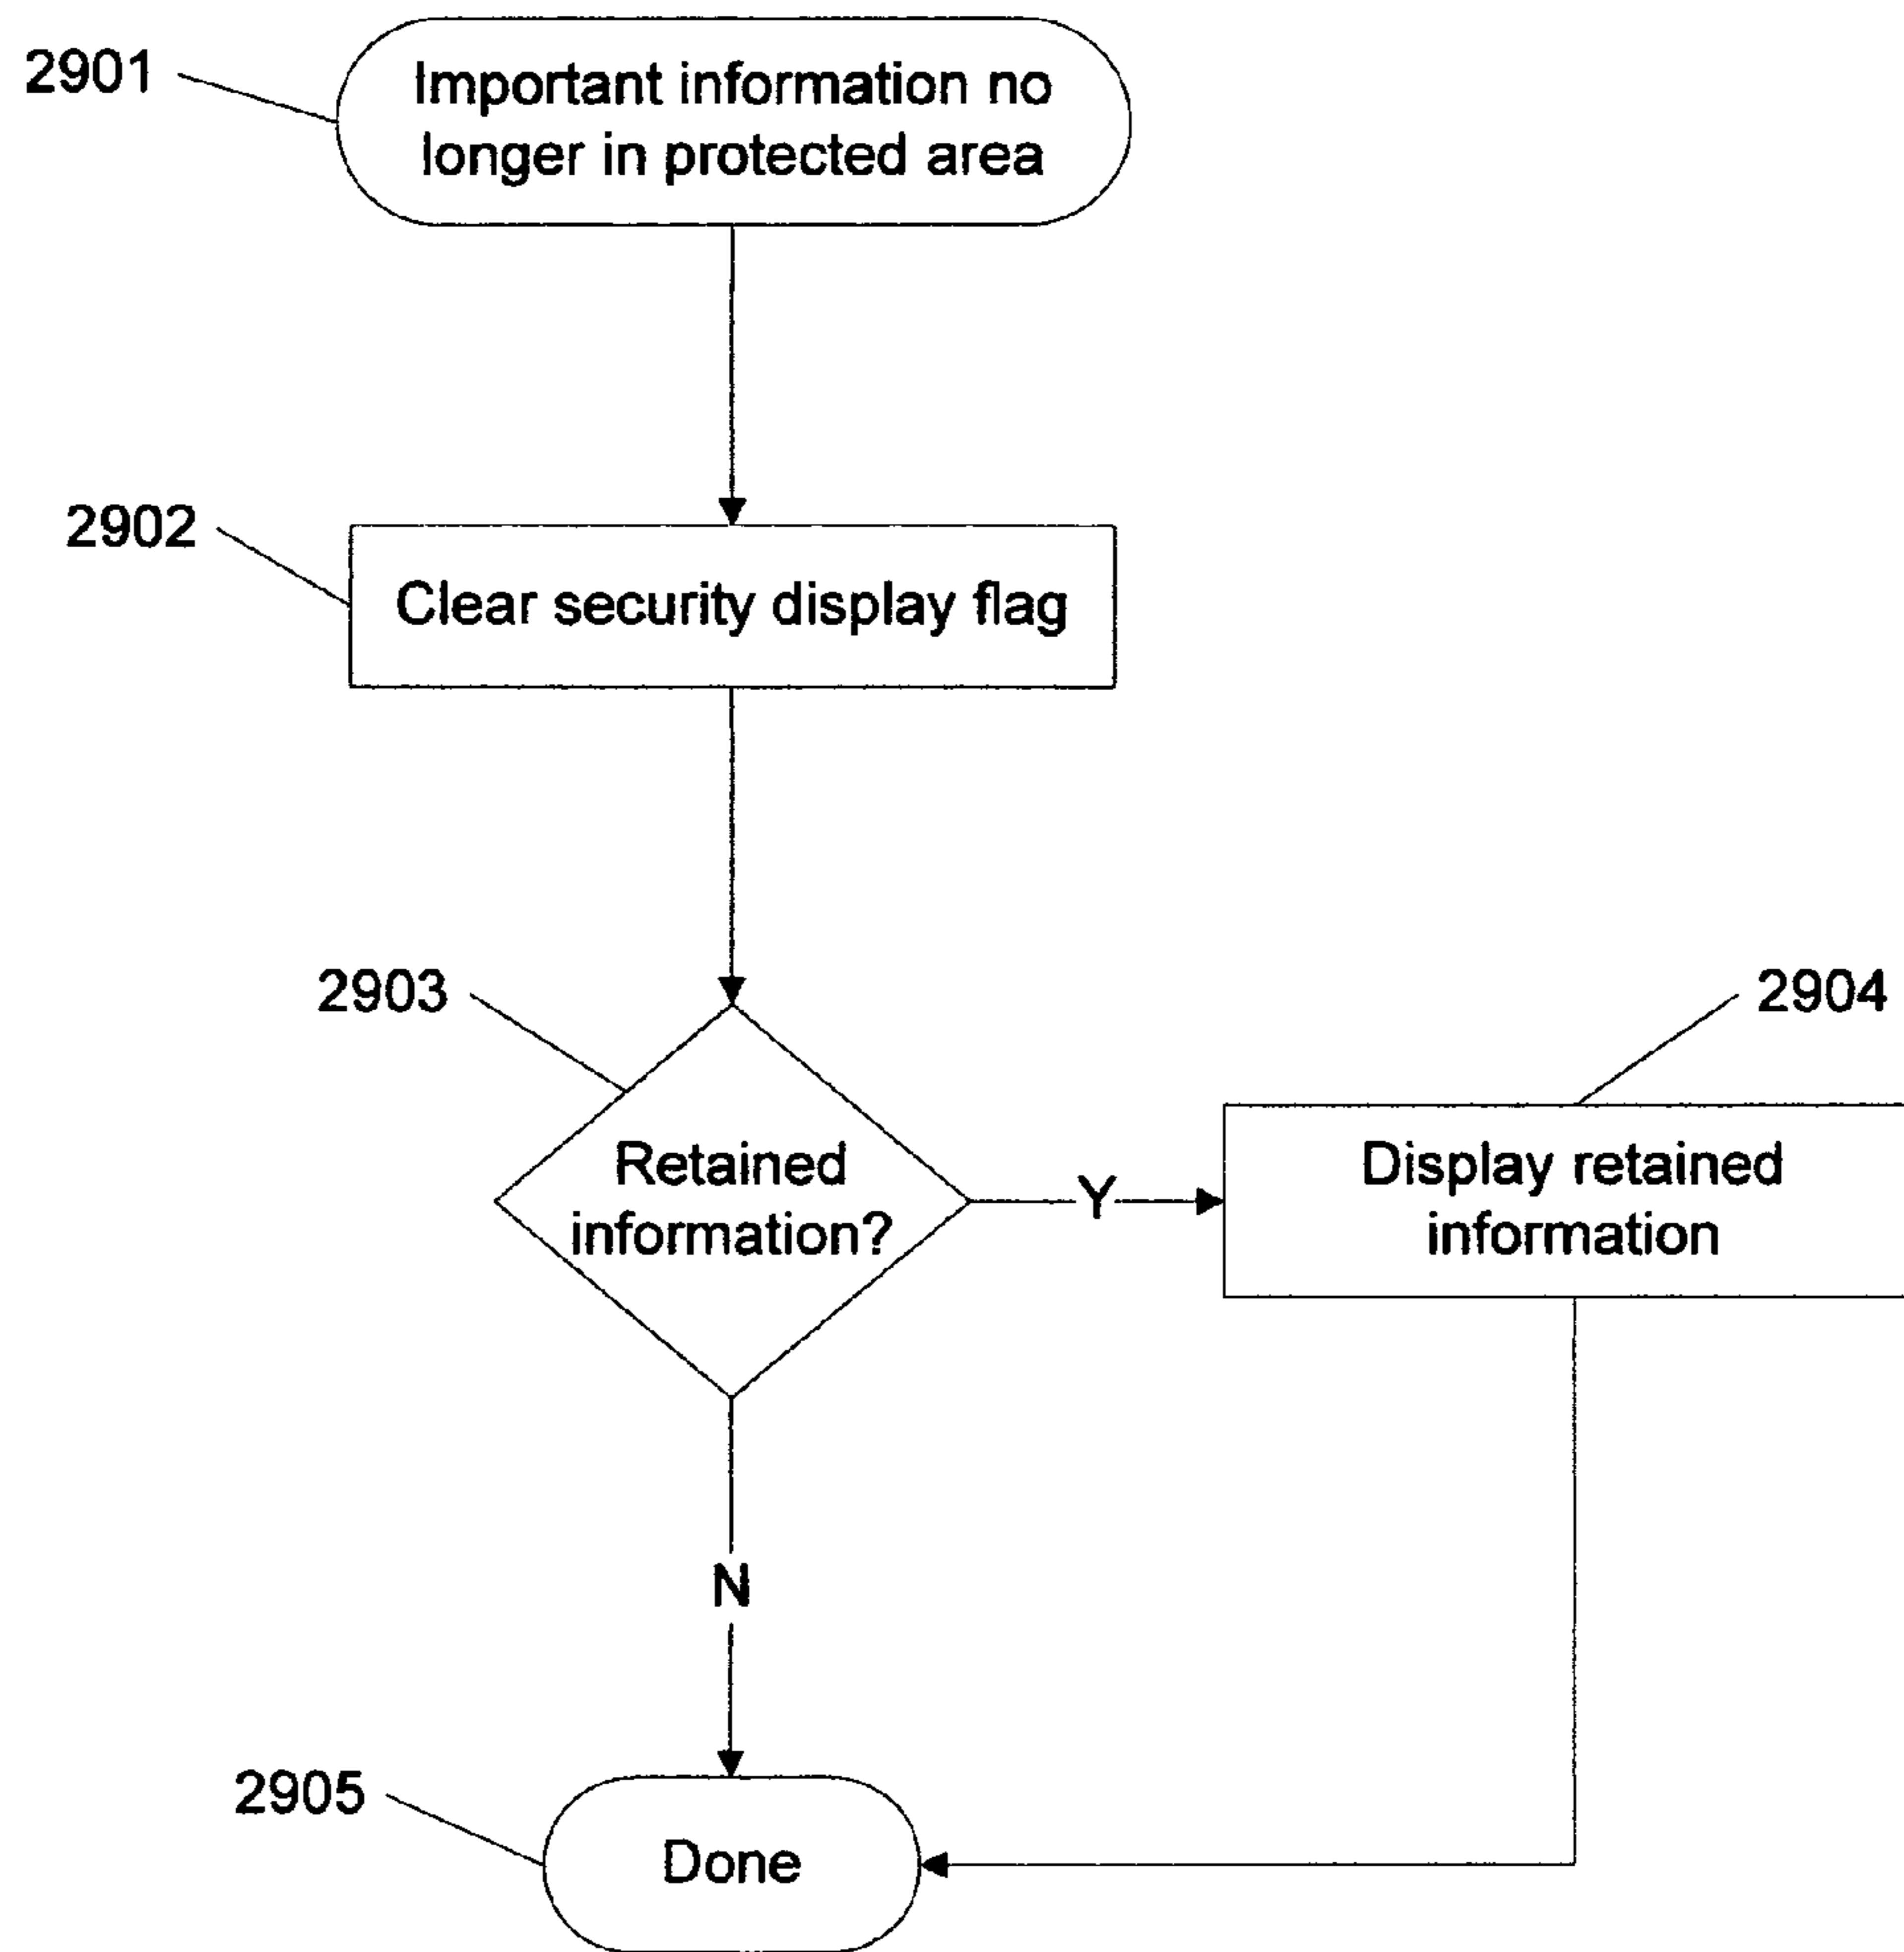 2901
Important information no
longer in protected area
2902
Clear security display flag
2903
2904
Retained
information?
Y
Display retained
information
N
2905
Done